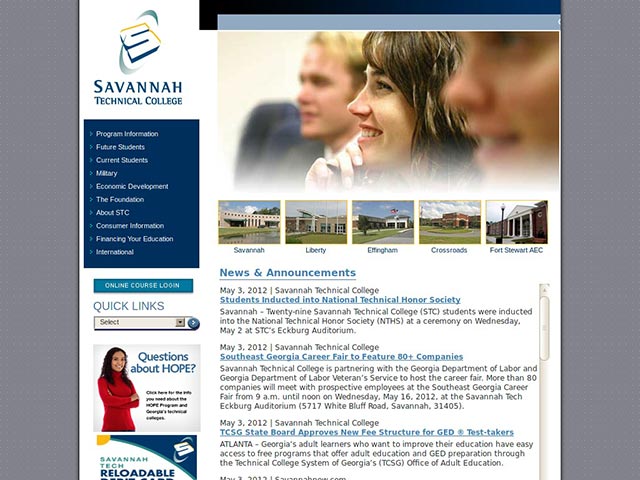 SAVANNAH
TECHNICAL COLLEGE
Program Information
Future Students
Current Students
Military
Economic Development
The Foundation
About STC
Consumer Information
Financing Your Education
International
ONLINE COURSE LOGIN
QUICK LINKS
Select
Questions
about HOPE?
Click here for the info
you need about the
HOPE Program and
Georgia's technical
colleges.
SAVANNAH
TECH
RELOADABLE
DEBIT CARD
Savannah
Liberty
Effingham
Crossroads
Fort Stewart AEC
News & Announcements
May 3, 2012 | Savannah Technical College
Students Inducted into National Technical Honor Society
Savannah – Twenty-nine Savannah Technical College (STC) students were inducted
into the National Technical Honor Society (NTHS) at a ceremony on Wednesday,
May 2 at STC's Eckburg Auditorium.
May 3, 2012 | Savannah Technical College
Southeast Georgia Career Fair to Feature 80+ Companies
Savannah Technical College is partnering with the Georgia Department of Labor and
Georgia Department of Labor Veteran's Service to host the career fair. More than 80
companies will meet with prospective employees at the Southeast Georgia Career
Fair from 9 a.m. until noon on Wednesday, May 16, 2012, at the Savannah Tech
Eckburg Auditorium (5717 White Bluff Road, Savannah, 31405).
May 3, 2012 | Savannah Technical College
TCSG State Board Approves New Fee Structure for GED ® Test-takers
ATLANTA – Georgia's adult learners who want to improve their education have easy
access to free programs that offer adult education and GED preparation through
the Technical College System of Georgia's (TCSG) Office of Adult Education.
May 3, 2012 | Savannahnow.com